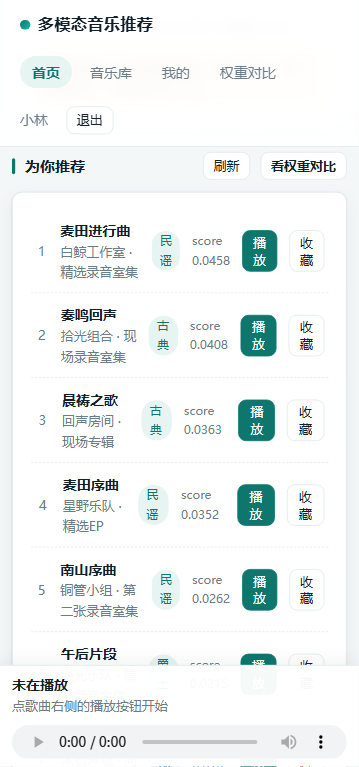 多模态音乐推荐
首页 音乐库 我的 权重对比
小林 退出
为你推荐 刷新 看权重对比
1 麦田进行曲
白鲸工作室 ·
精选录音室集
民
谣
score
0.0458
播
放
收
藏
2 奏鸣回声
拾光组合 · 现
场录音室集
古
典
score
0.0408
播
放
收
藏
3 晨祷之歌
回声房间 ·
现场专辑
古
典
score
0.0363
播
放
收
藏
4 麦田序曲
星野乐队 ·
精选EP
民
谣
score
0.0352
播
放
收
藏
5 南山序曲
铜管小组 · 第
二张录音室集
民
谣
score
0.0262
播
放
收
藏
午后片段
爵
score
播
收
未在播放
点歌曲右侧的播放按钮开始
0:00 / 0:00